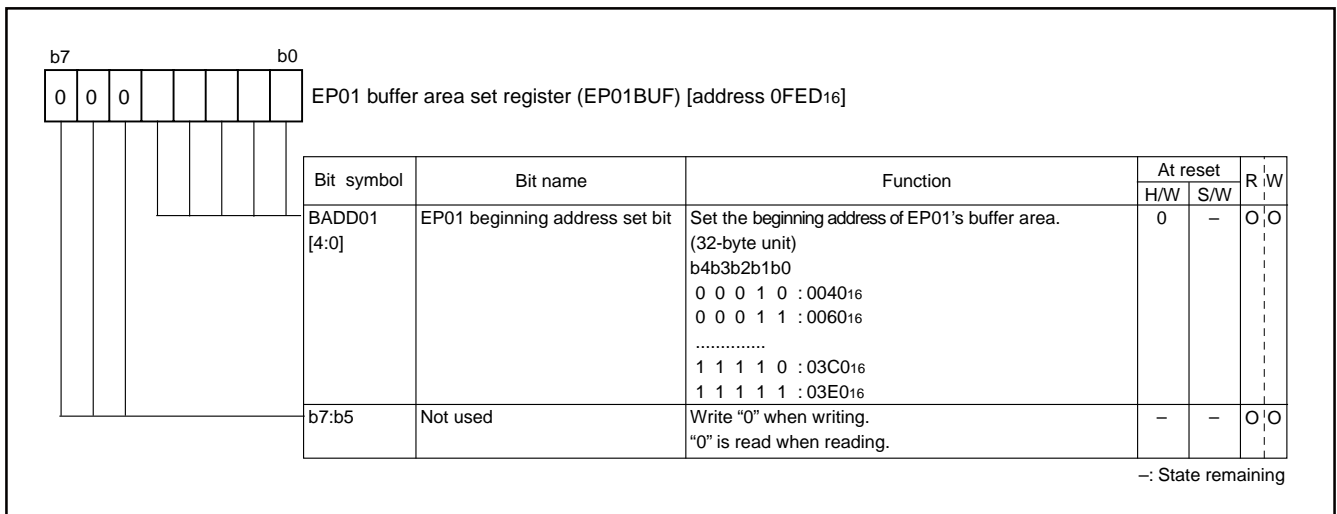 b7 b0
0 0 0 EP01 buffer area set register (EP01BUF) [address 0FED16]
Bit symbol Bit name Function At reset R W
H/W S/W
BADD01 EP01 beginning address set bit Set the beginning address of EP01's buffer area. 0 – O O
[4:0] (32-byte unit)
b4b3b2b1b0
0 0 0 1 0 : 004016
0 0 0 1 1 : 006016
..............
1 1 1 1 0 : 03C016
1 1 1 1 1 : 03E016
b7:b5 Not used Write “0” when writing. – – O O
“0” is read when reading.
–: State remaining